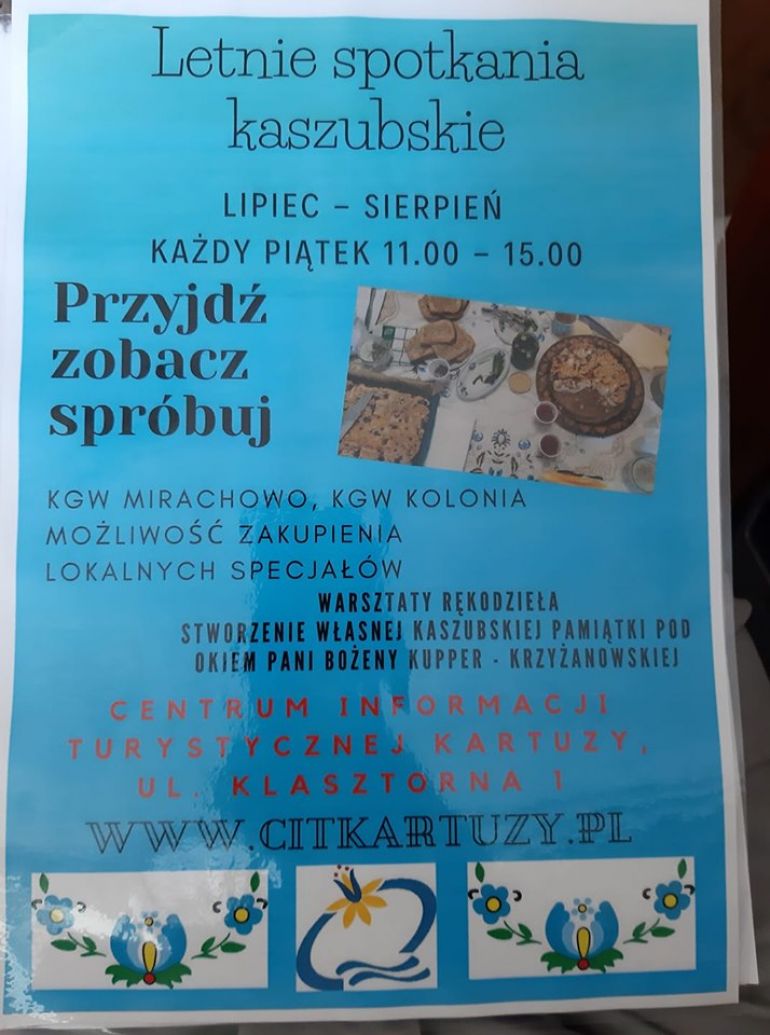 Letnie spotkania
kaszubskie
LIPIEC – SIERPIEŃ
KAŻDY PIĄTEK 11.00 – 15.00
Przyjdź
zobacz
spróbuj
KGW MIRACHOWO, KGW KOLONIA
MOŻLIWOŚĆ ZAKUPIENIA
LOKALNYCH SPECJAŁÓW
WARSZTATY RĘKODZIEŁA
STWORZENIE WŁASNEJ KASZUBSKIEJ PAMIĄTKI POD
OKIEM PANI BOŻENY KUPPER - KRZYŻANOWSKIEJ
CENTRUM INFORMACJI
TURYSTYCZNEJ KARTUZY,
UL. KLASZTORNA 1
WWW.CITKARTUZY.PL